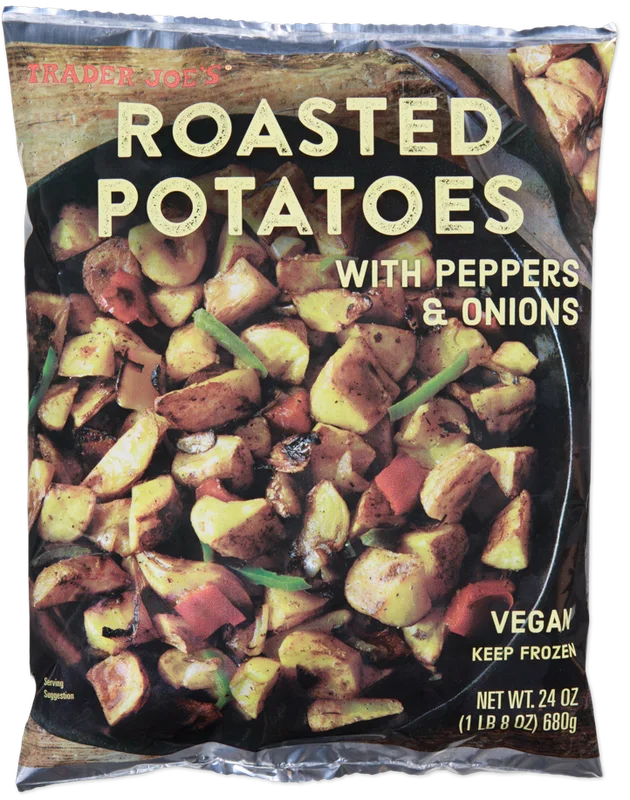 TRADER JOE'S®
ROASTED
POTATOES
WITH PEPPERS
& ONIONS
VEGAN
KEEP FROZEN
Serving
Suggestion
NET WT. 24 OZ
(1 LB 8 OZ) 680g